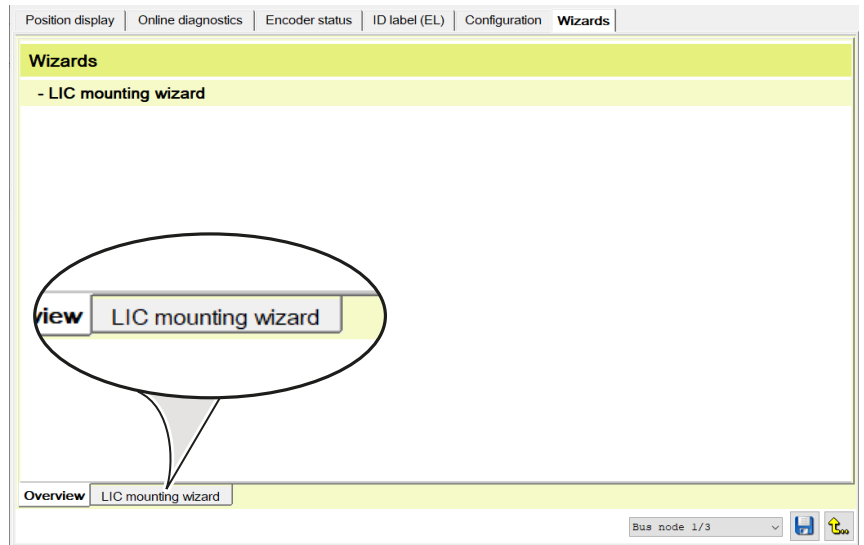 Position display Online diagnostics Encoder status ID label (EL) Configuration Wizards
Wizards
- LIC mounting wizard
view LIC mounting wizard
Overview LIC mounting wizard
Bus node 1/3